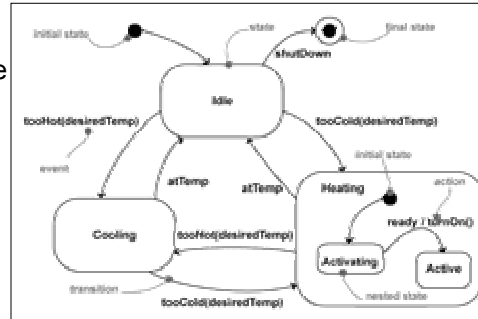 e
initial state
state
final state
shutDown
Idle
tooHot(desiredTemp)
tooCold(desiredTemp)
event
initial state
atTemp
atTemp
Heating
action
ready / turnOn()
Cooling
tooHot(desiredTemp)
Activating
Active
transition
tooCold(desiredTemp)
nested state